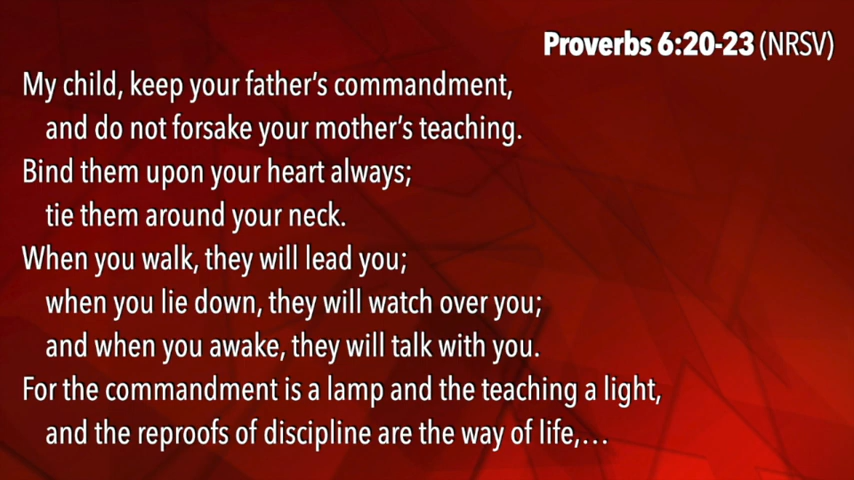 Proverbs 6:20-23 (NRSV)
My child, keep your father’s commandment,
and do not forsake your mother’s teaching.
Bind them upon your heart always;
tie them around your neck.
When you walk, they will lead you;
when you lie down, they will watch over you;
and when you awake, they will talk with you.
For the commandment is a lamp and the teaching a light,
and the reproofs of discipline are the way of life,…